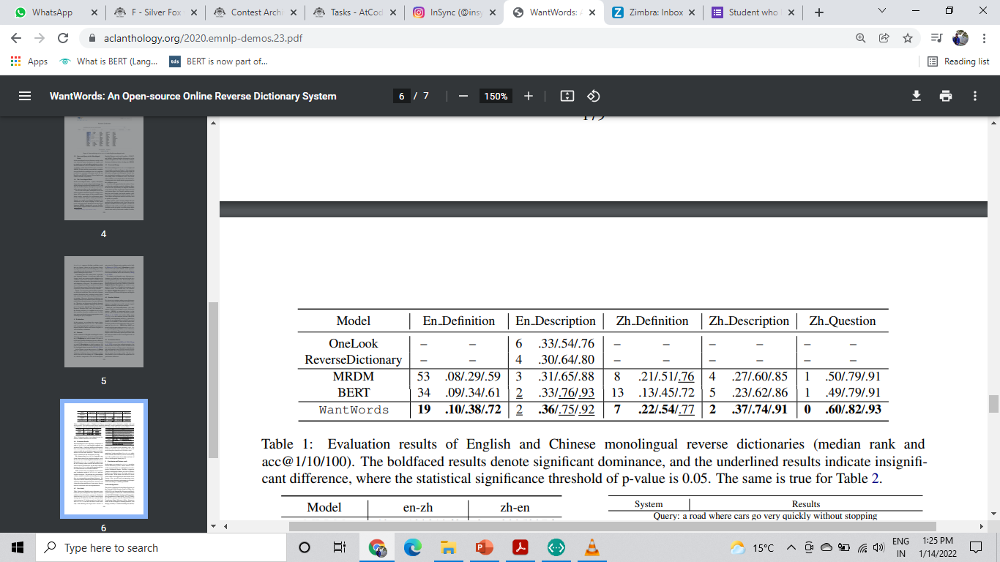 WhatsApp
F - Silver Fox
Contest Archi
Tasks - AtCod
InSync (@insy
WantWords: A
Zimbra: Inbox
Student who
aclanthology.org/2020.emnlp-demos.23.pdf
Apps
What is BERT (Lang...
tds
BERT is now part of...
Reading list
WantWords: An Open-source Online Reverse Dictionary System
6 / 7
150%
4
5
6
179
Model En_Definition En_Description Zh_Definition Zh_Description Zh_Question
OneLook – – 6 .33/.54/.76 – – – – – –
ReverseDictionary – – 4 .30/.64/.80 – – – – – –
MRDM 53 .08/.29/.59 3 .31/.65/.88 8 .21/.51/.76 4 .27/.60/.85 1 .50/.79/.91
BERT 34 .09/.34/.61 2 .33/.76/.93 13 .13/.45/.72 5 .23/.62/.86 1 .49/.79/.91
WantWords 19 .10/.38/.72 2 .36/.75/.92 7 .22/.54/.77 2 .37/.74/.91 0 .60/.82/.93
Table 1: Evaluation results of English and Chinese monolingual reverse dictionaries (median rank and
acc@1/10/100). The boldfaced results denote significant dominance, and the underlined results indicate insignifi-
cant difference, where the statistical significance threshold of p-value is 0.05. The same is true for Table 2.
Model en-zh zh-en
System Results
Query: a road where cars go very quickly without stopping
Type here to search
15°C
ENG
IN
1:25 PM
1/14/2022